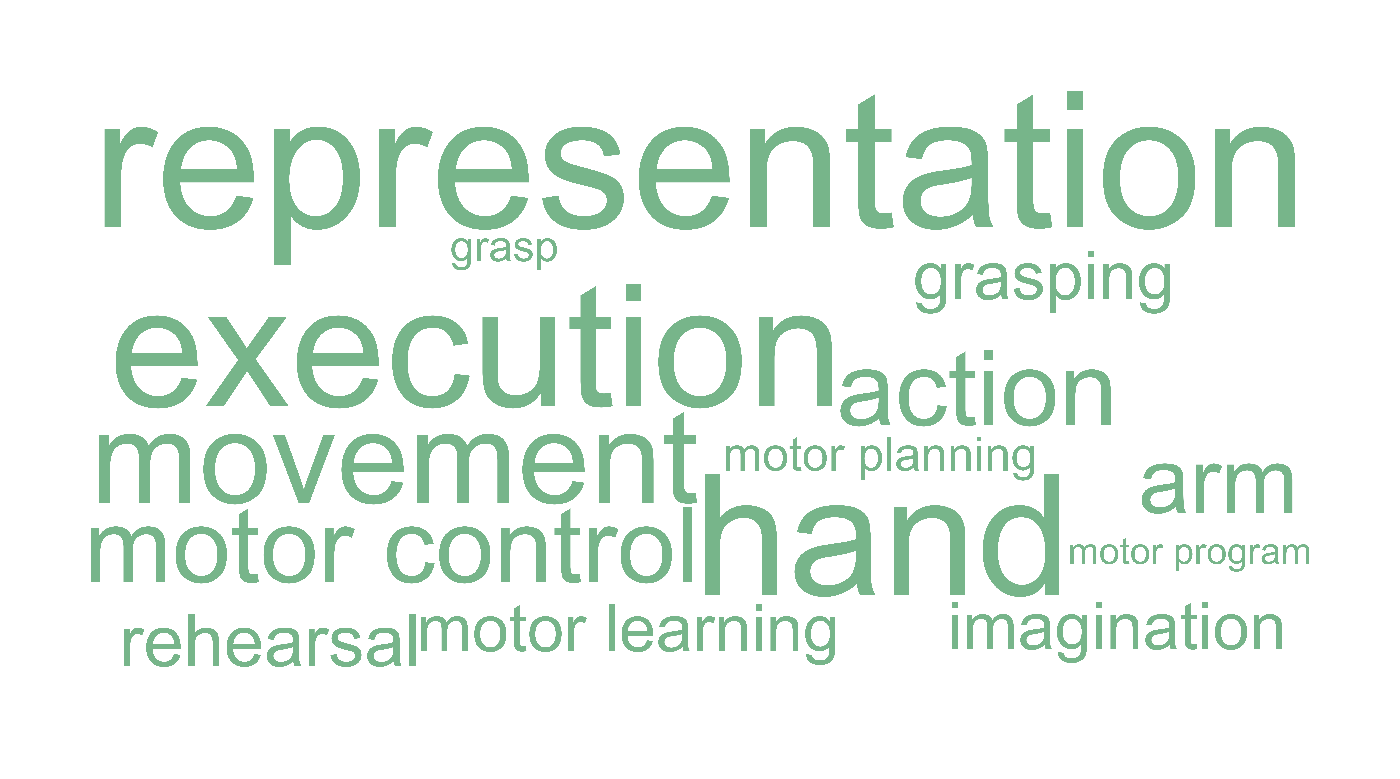 representation
grasp
grasping
execution
action
movement
motor planning
arm
hand
motor control
motor program
rehearsal
motor learning
imagination